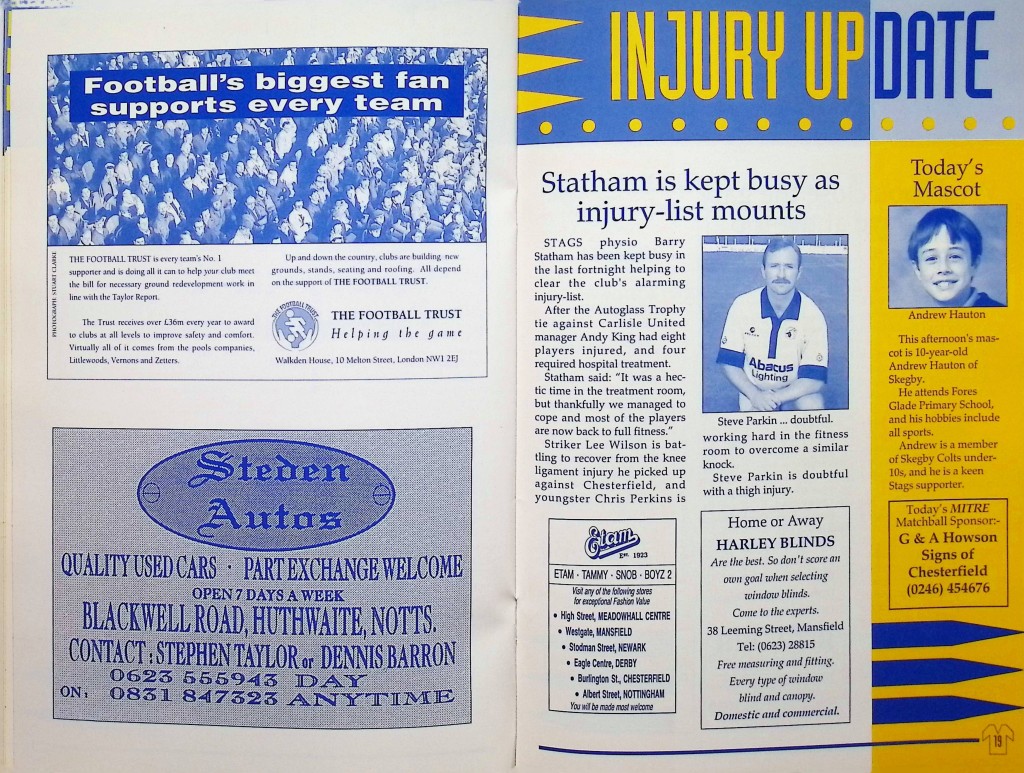 Football's biggest fan
supports every team
PHOTOGRAPH: STUART CLARKE
THE FOOTBALL TRUST is every team's No. 1
supporter and is doing all it can to help your club meet
the bill for necessary ground redevelopment work in
line with the Taylor Report.
The Trust receives over £36m every year to award
to clubs at all levels to improve safety and comfort.
Virtually all of it comes from the pools companies,
Littlewoods, Vernons and Zetters.
Up and down the country, clubs are building new
grounds, stands, seating and roofing. All depend
on the support of THE FOOTBALL TRUST.
THE FOOTBALL TRUST
THE FOOTBALL TRUST
Helping the game
Walkden House, 10 Melton Street, London NW1 2EJ
Steden
Autos
QUALITY USED CARS · PART EXCHANGE WELCOME
OPEN 7 DAYS A WEEK
BLACKWELL ROAD, HUTHWAITE, NOTTS.
CONTACT : STEPHEN TAYLOR or DENNIS BARRON
0623 555943 DAY
ON: 0831 847323 ANYTIME
INJURY UPDATE
Statham is kept busy as
injury-list mounts
STAGS physio Barry
Statham has been kept busy in
the last fortnight helping to
clear the club's alarming
injury-list.
After the Autoglass Trophy
tie against Carlisle United
manager Andy King had eight
players injured, and four
required hospital treatment.
Statham said: "It was a hec-
tic time in the treatment room,
but thankfully we managed to
cope and most of the players
are now back to full fitness."
Striker Lee Wilson is bat-
tling to recover from the knee
ligament injury he picked up
against Chesterfield, and
youngster Chris Perkins is
Abacus
Lighting
Steve Parkin ... doubtful.
working hard in the fitness
room to overcome a similar
knock.
Steve Parkin is doubtful
with a thigh injury.
Etam
Est. 1923
ETAM · TAMMY · SNOB · BOYZ 2
Visit any of the following stores
for exceptional Fashion Value
• High Street, MEADOWHALL CENTRE
• Westgate, MANSFIELD
• Stodman Street, NEWARK
• Eagle Centre, DERBY
• Burlington St., CHESTERFIELD
• Albert Street, NOTTINGHAM
You will be made most welcome
Home or Away
HARLEY BLINDS
Are the best. So don't score an
own goal when selecting
window blinds.
Come to the experts.
38 Leeming Street, Mansfield
Tel: (0623) 28815
Free measuring and fitting.
Every type of window
blind and canopy.
Domestic and commercial.
Today's
Mascot
Andrew Hauton
This afternoon's mas-
cot is 10-year-old
Andrew Hauton of
Skegby.
He attends Fores
Glade Primary School,
and his hobbies include
all sports.
Andrew is a member
of Skegby Colts under-
10s, and he is a keen
Stags supporter.
Today's MITRE
Matchball Sponsor:-
G & A Howson
Signs of
Chesterfield
(0246) 454676
19